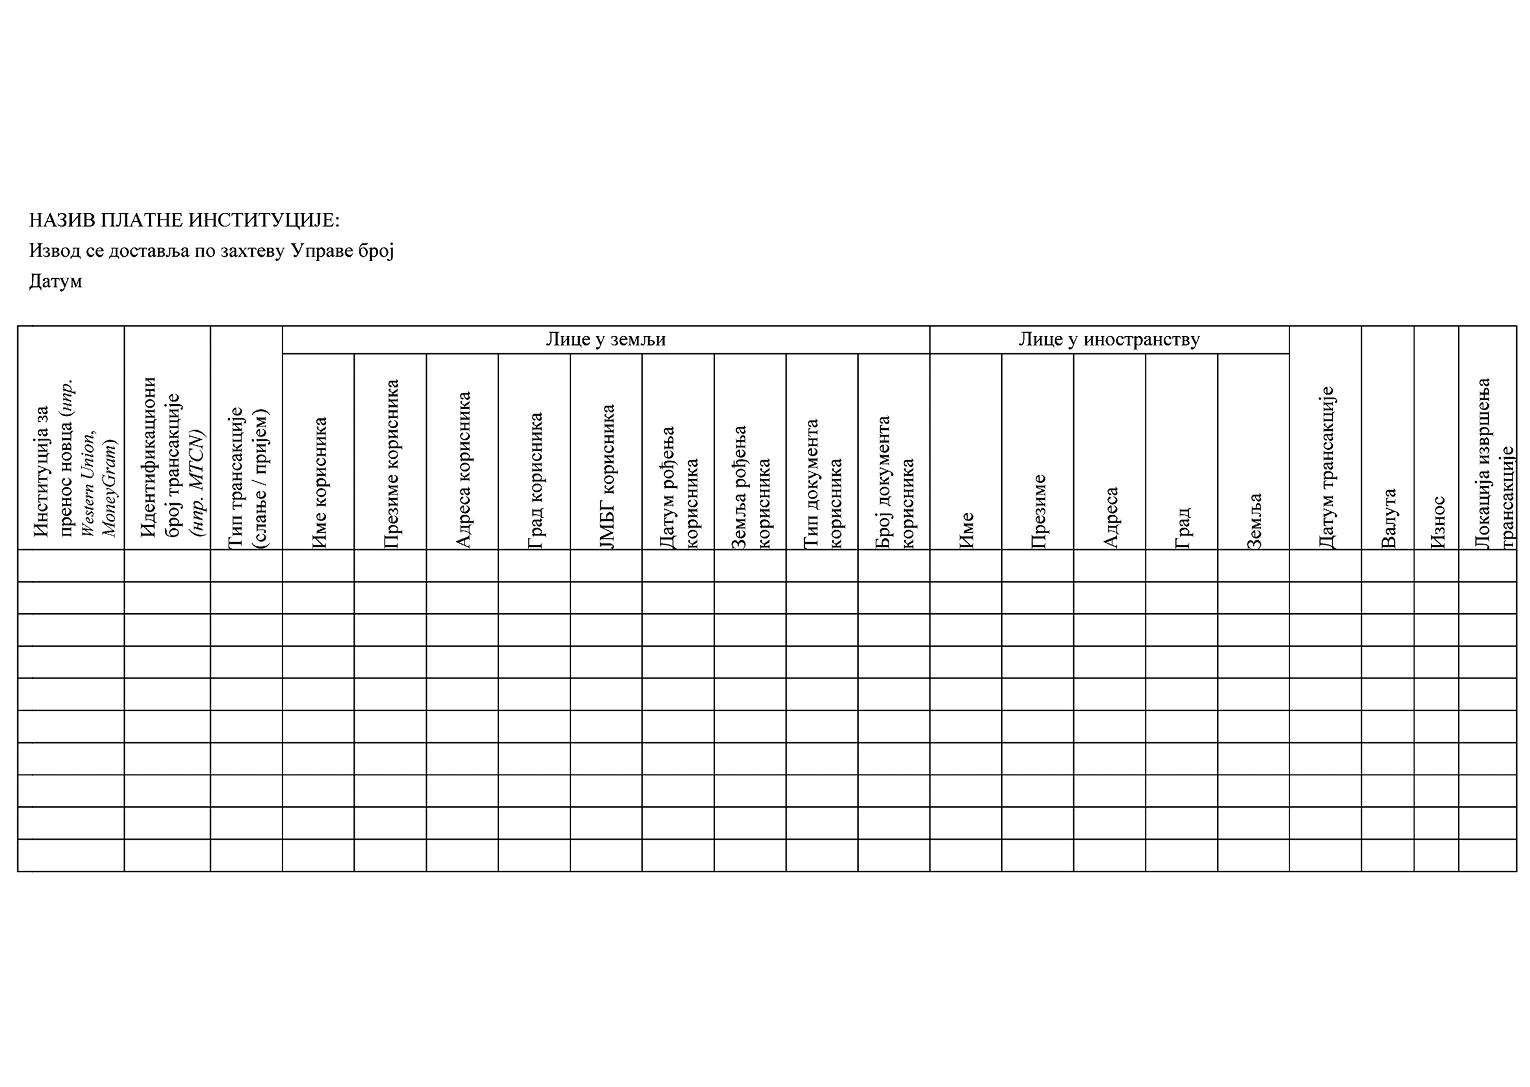 НАЗИВ ПЛАТНЕ ИНСТИТУЦИЈЕ:
Извод се доставља по захтеву Управе број
Датум
Институција за
пренос новца (нпр.
Western Union,
MoneyGram)
Идентификациони
број трансакције
(нпр. MTCN)
Тип трансакције
(слање / пријем)
Лице у земљи
Име корисника
Презиме корисника
Адреса корисника
Град корисника
ЈМБГ корисника
Датум рођења
корисника
Земља рођења
корисника
Тип документа
корисника
Број документа
корисника
Лице у иностранству
Име
Презиме
Адреса
Град
Земља
Датум трансакције
Валута
Износ
Локација извршења
трансакције